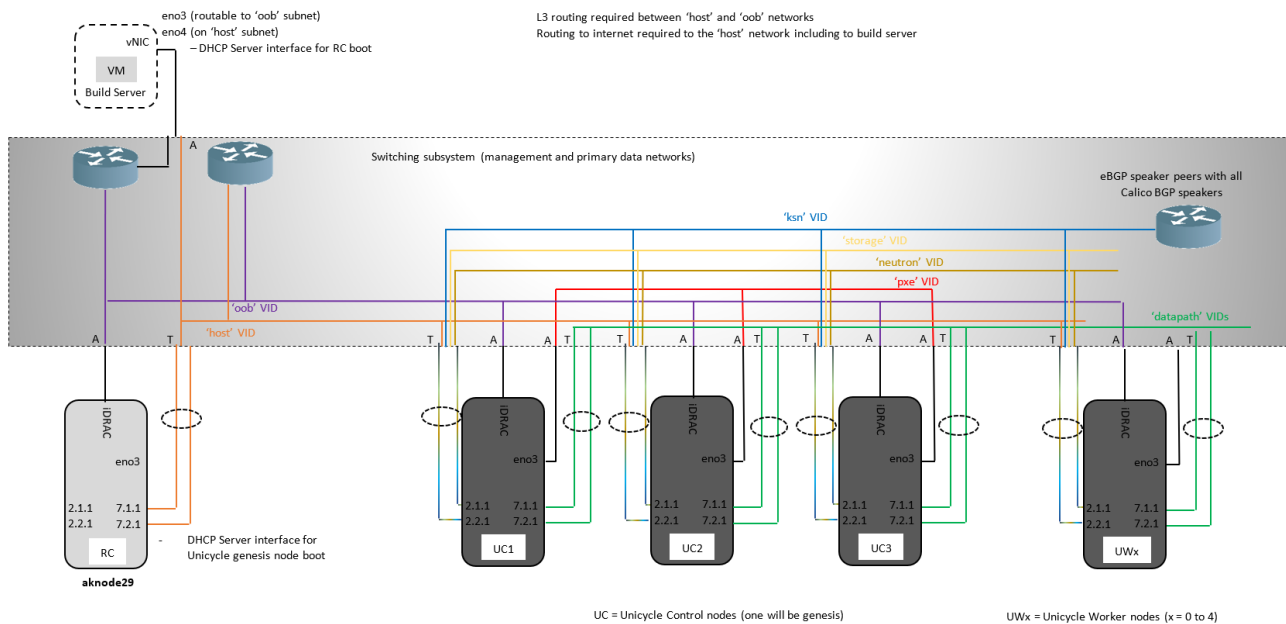 eno3 (routable to 'oob' subnet)
eno4 (on 'host' subnet)
– DHCP Server interface for RC boot
vNIC
VM
Build Server
L3 routing required between 'host' and 'oob' networks
Routing to internet required to the 'host' network including to build server
A
Switching subsystem (management and primary data networks)
eBGP speaker peers with all
Calico BGP speakers
'ksn' VID
'storage' VID
'neutron' VID
'pxe' VID
'oob' VID
'host' VID
'datapath' VIDs
A
T
T
A
A
T
T
A
A
T
T
A
A
T
T
A
A
T
iDRAC
eno3
2.1.1
7.1.1
2.2.1
7.2.1
RC
aknode29
- DHCP Server interface for
Unicycle genesis node boot
iDRAC
eno3
2.1.1
7.1.1
2.2.1
7.2.1
UC1
iDRAC
eno3
2.1.1
7.1.1
2.2.1
7.2.1
UC2
iDRAC
eno3
2.1.1
7.1.1
2.2.1
7.2.1
UC3
iDRAC
eno3
2.1.1
7.1.1
2.2.1
7.2.1
UWx
UC = Unicycle Control nodes (one will be genesis)
UWx = Unicycle Worker nodes (x = 0 to 4)